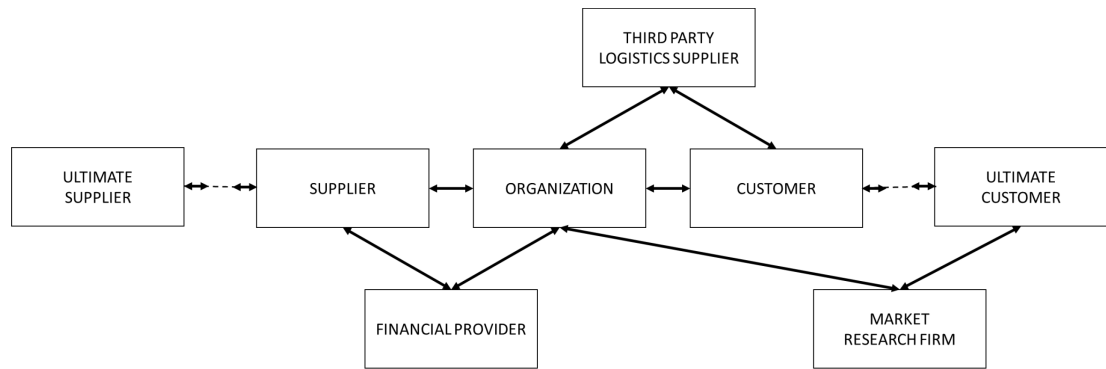 THIRD PARTY
LOGISTICS SUPPLIER
ULTIMATE
SUPPLIER
SUPPLIER
ORGANIZATION
CUSTOMER
ULTIMATE
CUSTOMER
FINANCIAL PROVIDER
MARKET
RESEARCH FIRM